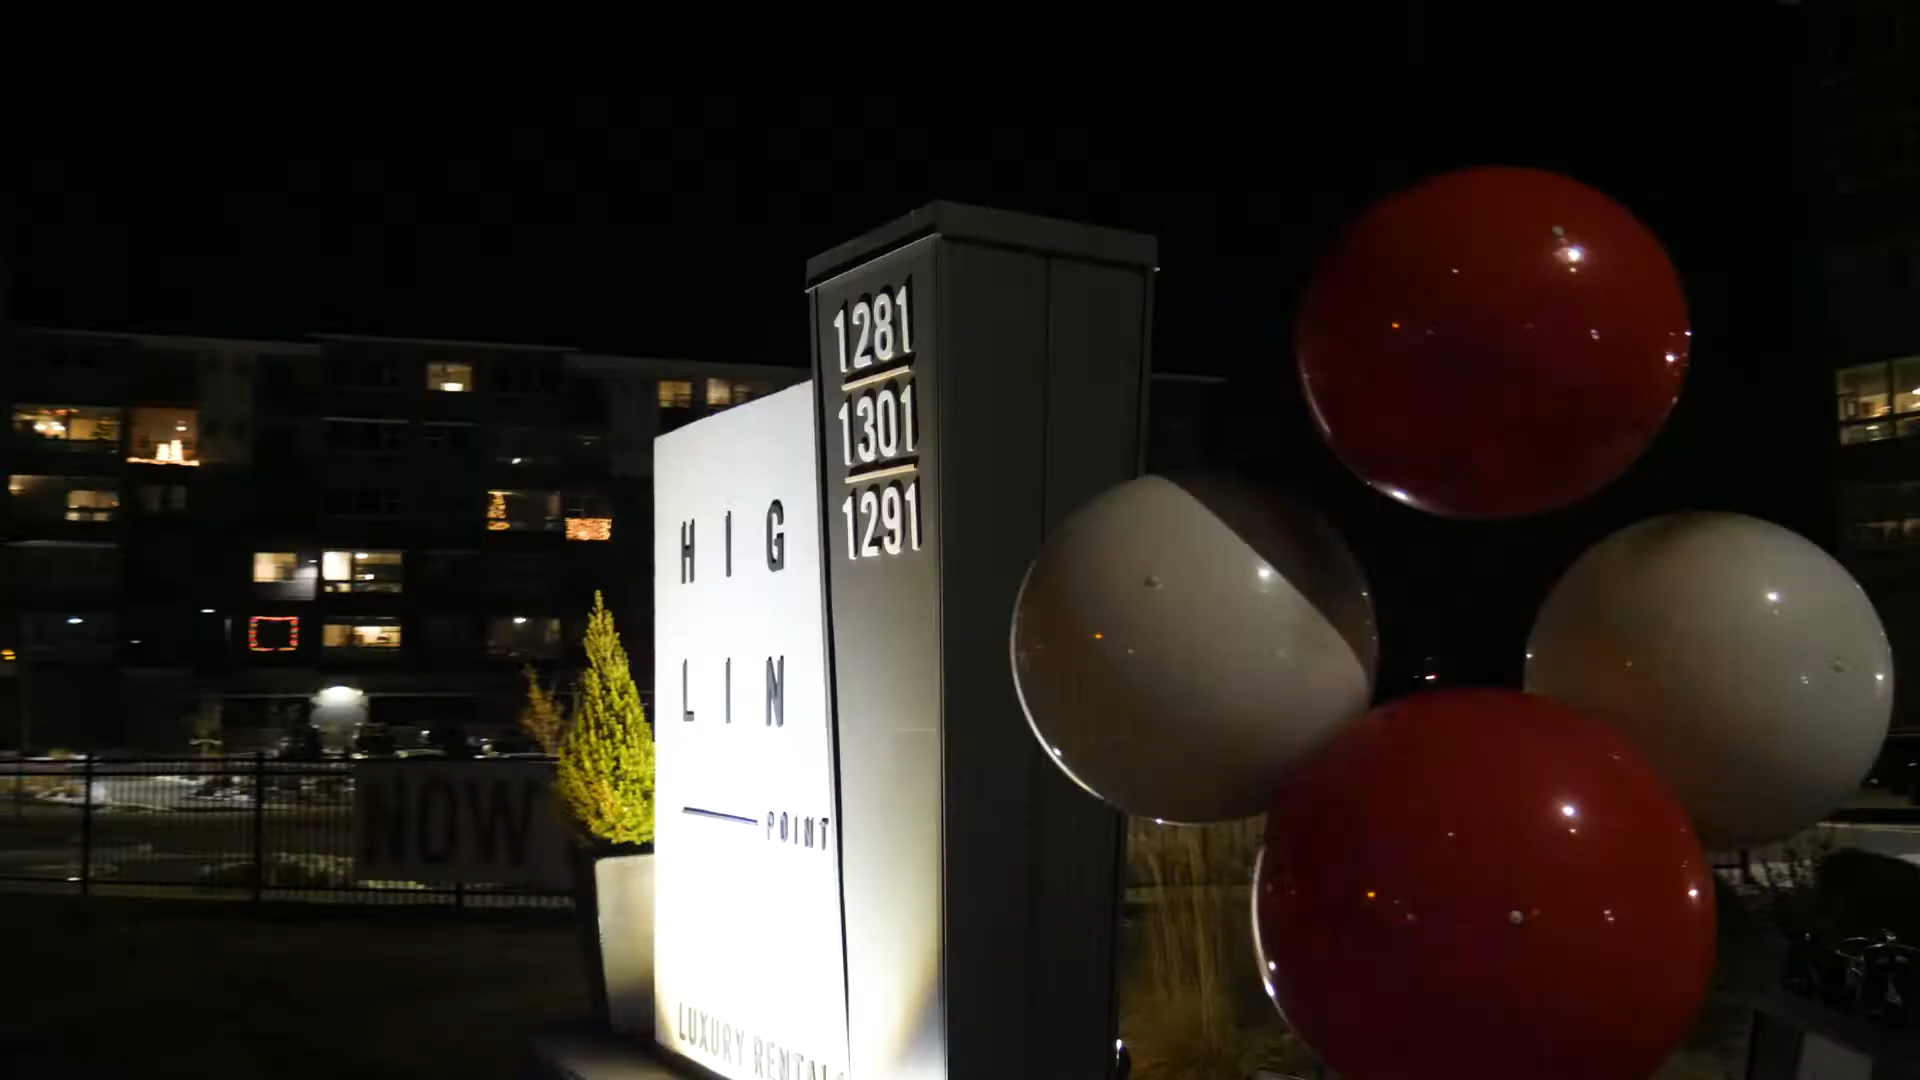 1281
1301
1291
H I G
L I N
POINT
LUXURY RENTALS
NOW